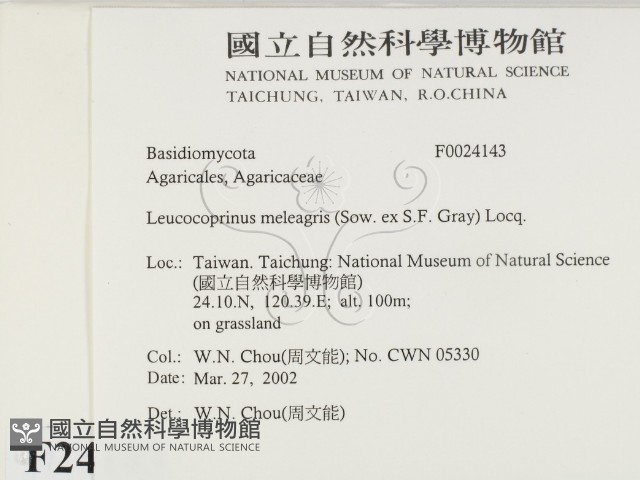 國立自然科學博物館
NATIONAL MUSEUM OF NATURAL SCIENCE
TAICHUNG, TAIWAN, R.O.CHINA
Basidiomycota F0024143
Agaricales, Agaricaceae
Leucocoprinus meleagris (Sow. ex S.F. Gray) Locq.
Loc.: Taiwan. Taichung: National Museum of Natural Science
(國立自然科學博物館)
24.10.N, 120.39.E; alt. 100m;
on grassland
Col.: W.N. Chou(周文能); No. CWN 05330
Date: Mar. 27, 2002
Det.: W.N. Chou(周文能)
國立自然科學博物館
NATIONAL MUSEUM OF NATURAL SCIENCE
F24